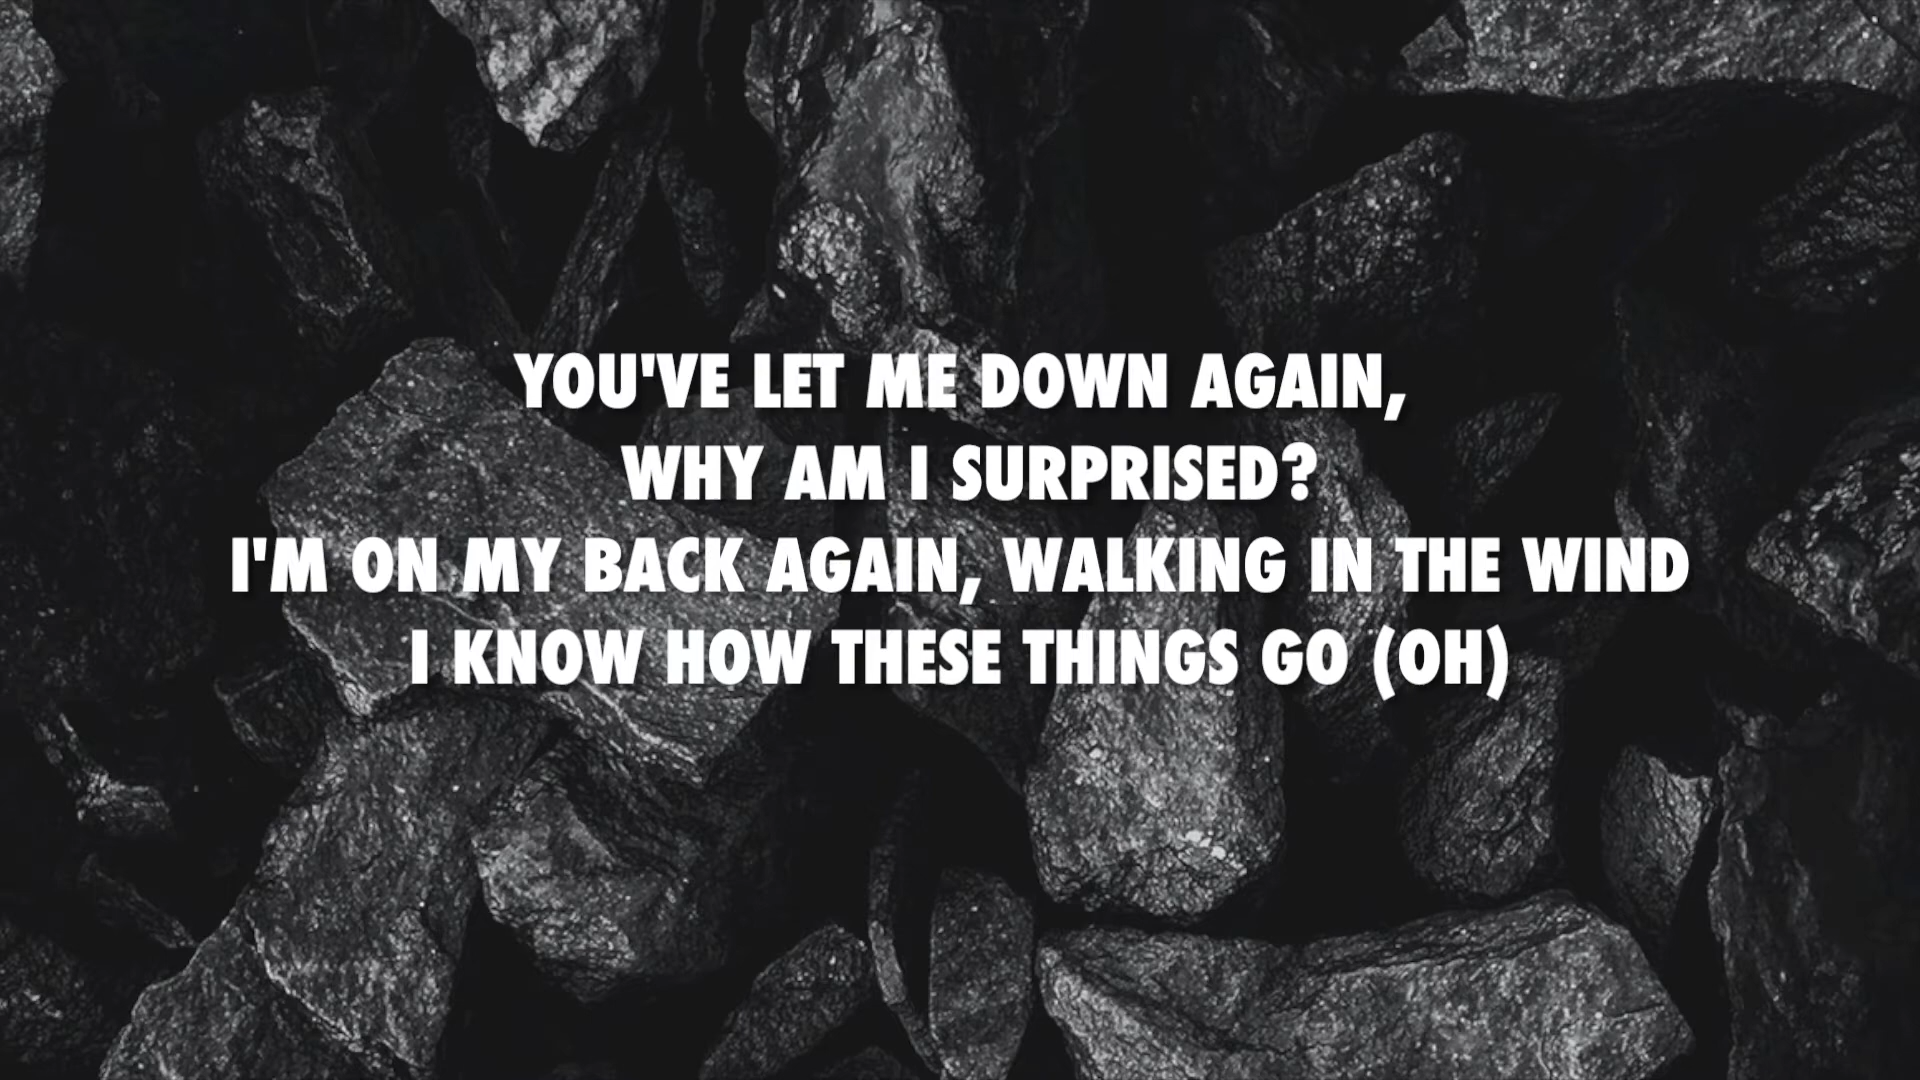 YOU'VE LET ME DOWN AGAIN,
WHY AM I SURPRISED?
I'M ON MY BACK AGAIN, WALKING IN THE WIND
I KNOW HOW THESE THINGS GO (OH)